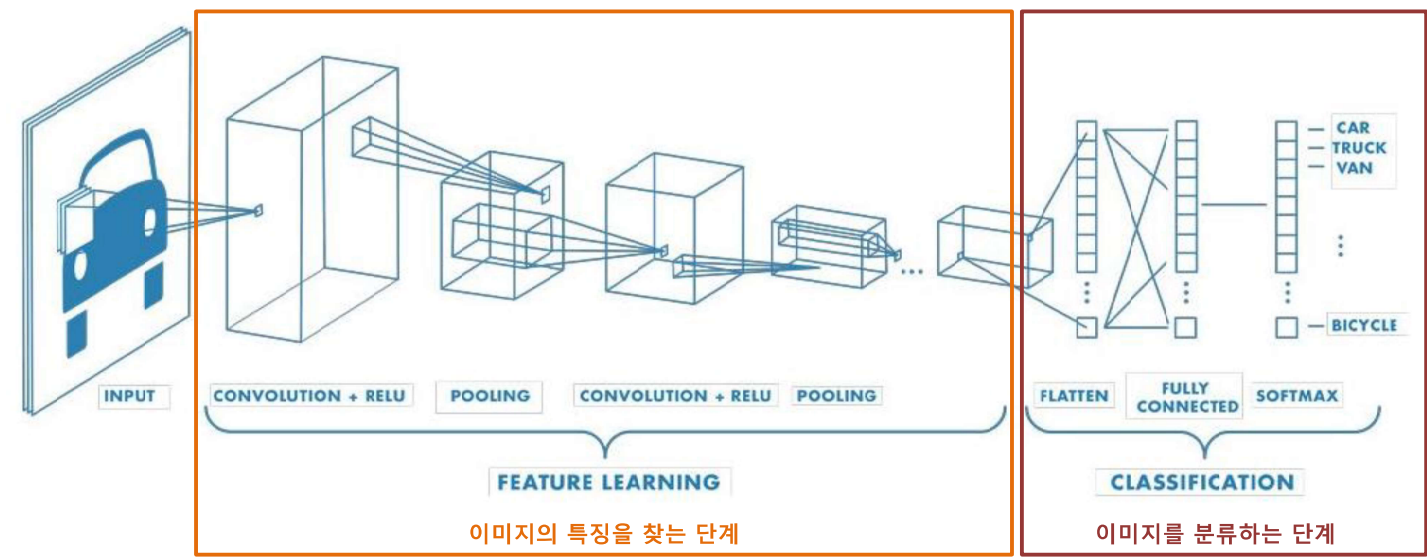 CAR
TRUCK
VAN
BICYCLE
INPUT
CONVOLUTION + RELU
POOLING
CONVOLUTION + RELU
POOLING
FLATTEN
FULLY
CONNECTED
SOFTMAX
FEATURE LEARNING
CLASSIFICATION
이미지의 특징을 찾는 단계
이미지를 분류하는 단계